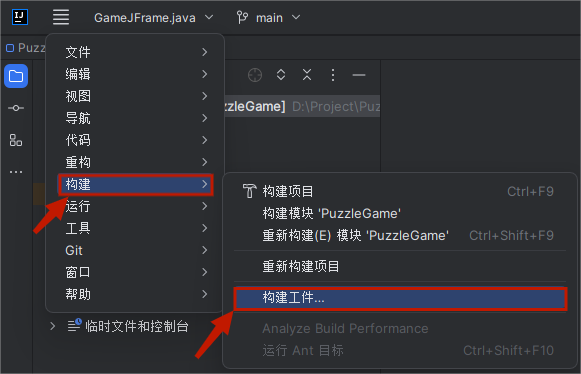 IJ
GameJFrame.java
main
Puzz
zzleGame] D:\Project\Puz
文件
编辑
视图
导航
代码
重构
构建
运行
工具
Git
窗口
帮助
构建项目 Ctrl+F9
构建模块 'PuzzleGame'
重新构建(E) 模块 'PuzzleGame' Ctrl+Shift+F9
重新构建项目
构建工件...
Analyze Build Performance
运行 Ant 目标 Ctrl+Shift+F10
临时文件和控制台